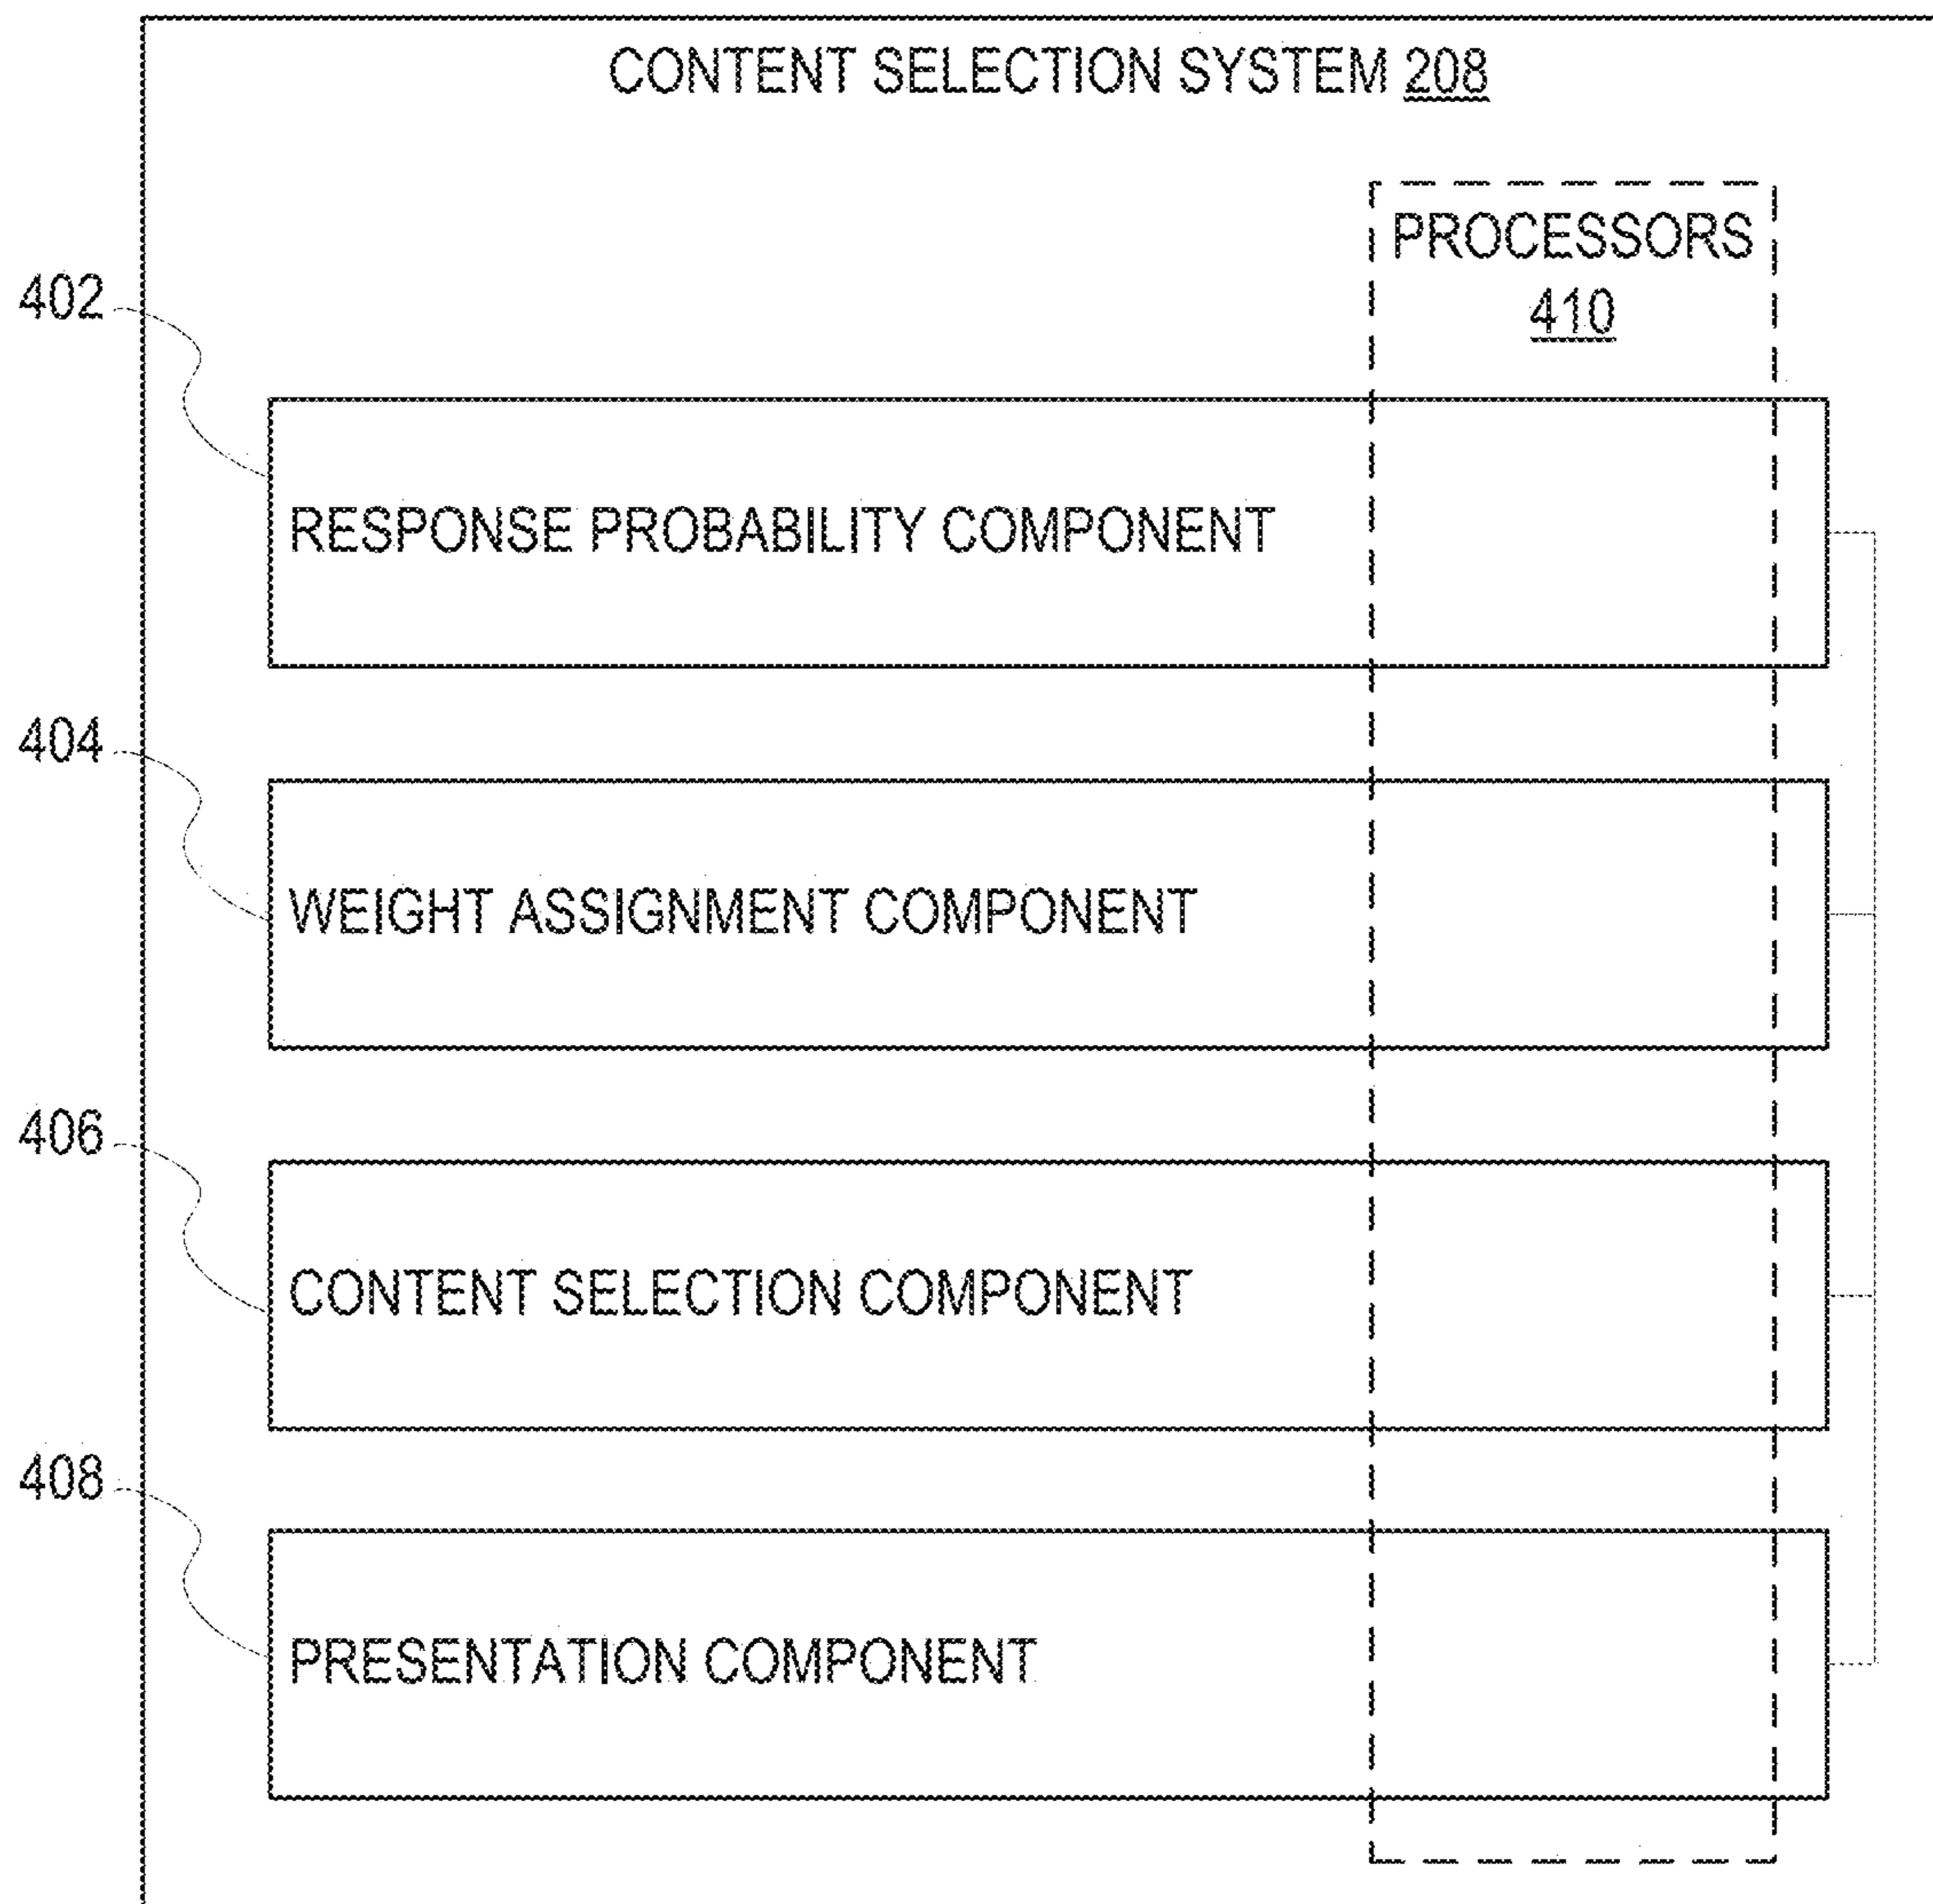 CONTENT SELECTION SYSTEM 208
PROCESSORS
410
402
RESPONSE PROBABILITY COMPONENT
404
WEIGHT ASSIGNMENT COMPONENT
406
CONTENT SELECTION COMPONENT
408
PRESENTATION COMPONENT